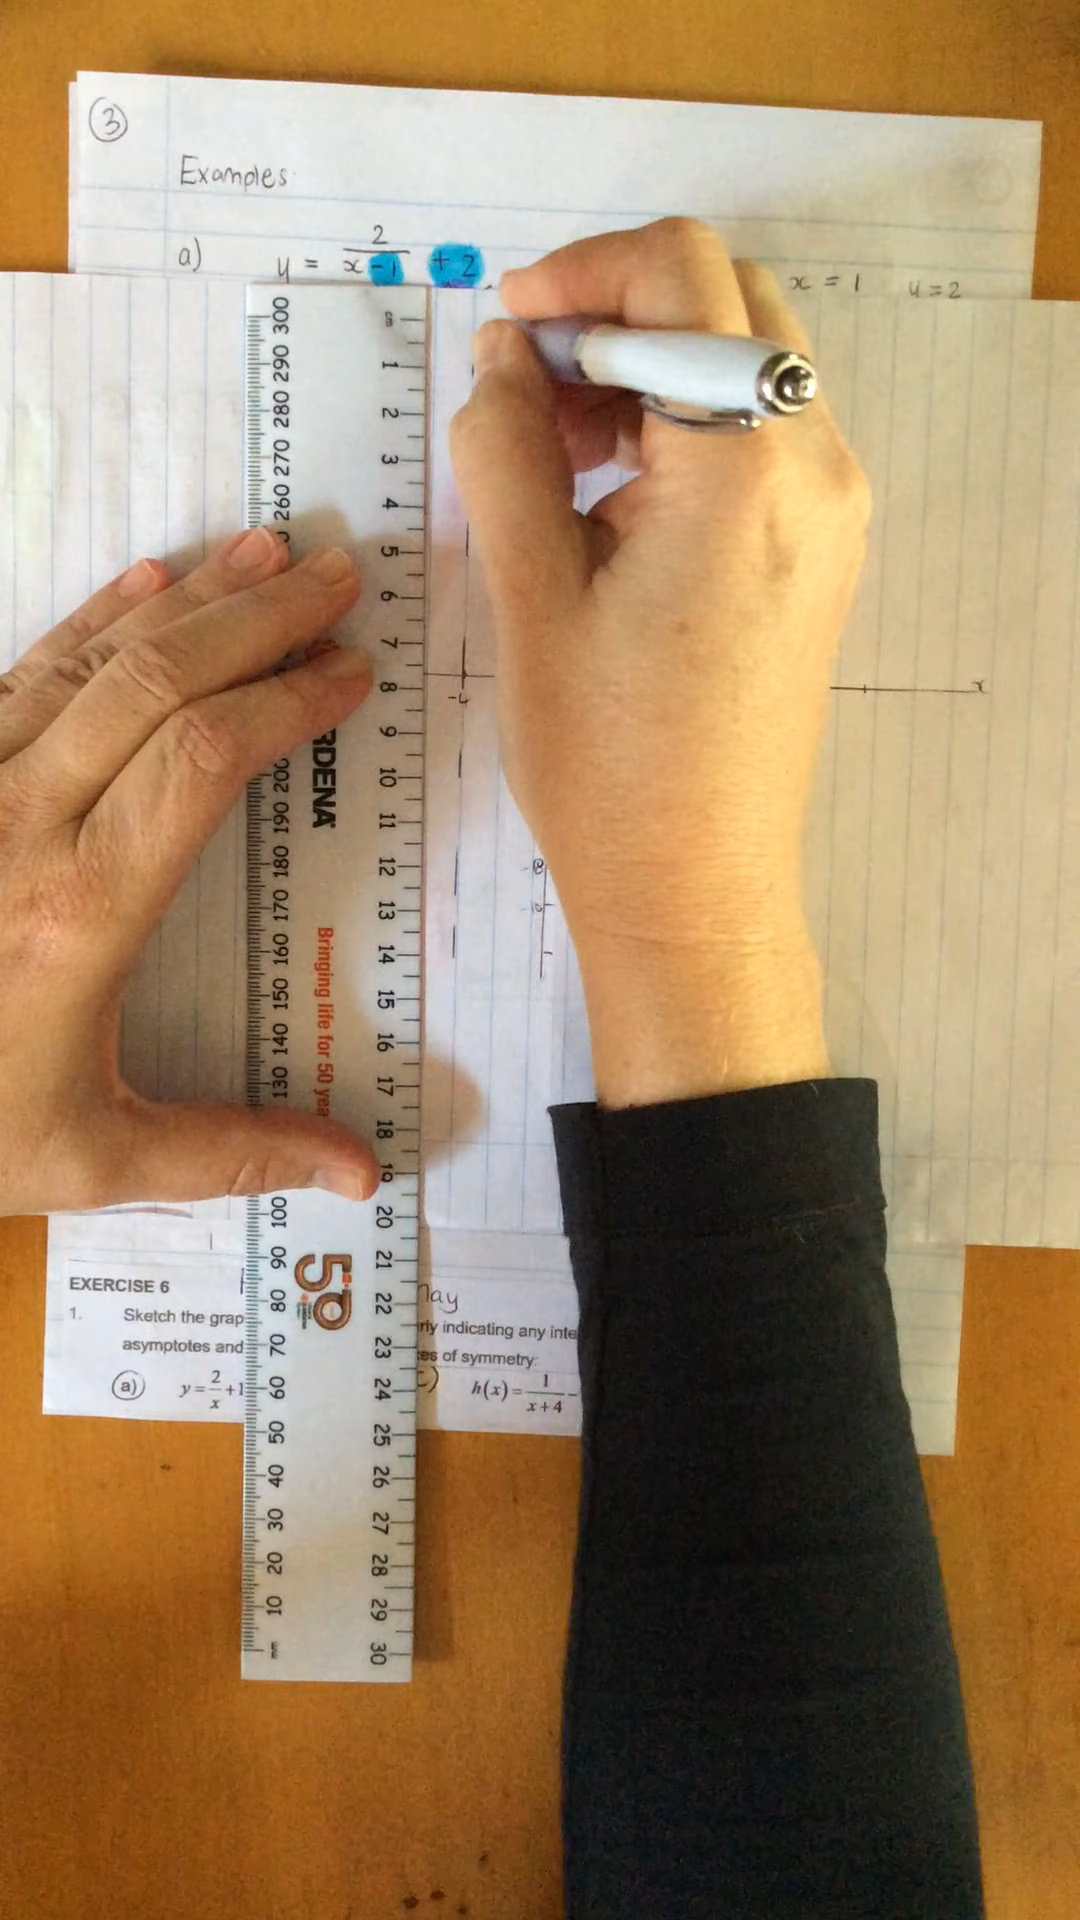 3
Examples
a) y = 2/(x-1) + 2
x = 1 y = 2
cm 1 2 3 4 5 6 7 8 9 10 11 12 13 14 15 16 17 18 19 20 21 22 23 24 25 26 27 28 29 30
300 290 280 270 260
200 190 180 170 160 150 140 130
100 90 80 70 60 50 40 30 20 10 mm
RDENA
Bringing life for 50 yea
50
-4
x
EXERCISE 6
1. Sketch the grap
rly indicating any inte
asymptotes and
es of symmetry:
(a) y=2/x+1
h(x)=1/(x+4)-